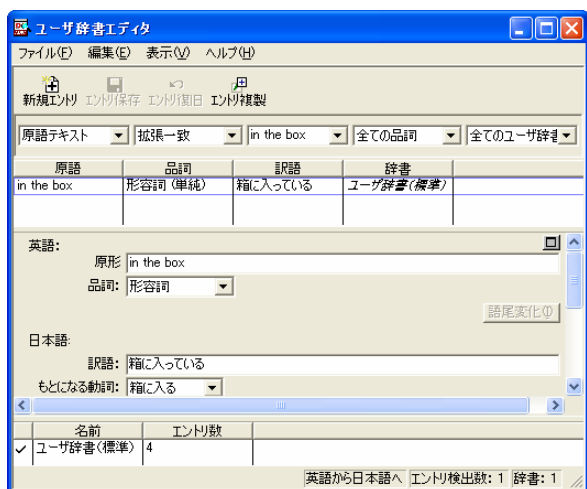 ユーザ辞書エディタ
ファイル(F) 編集(E) 表示(V) ヘルプ(H)
新規エントリ エントリ保存 エントリ復旧 エントリ複製
原語テキスト 拡張一致 in the box 全ての品詞 全てのユーザ辞書
原語 品詞 訳語 辞書
in the box 形容詞 (単純) 箱に入っている ユーザ辞書(標準)
英語:
原形 in the box
品詞: 形容詞
語尾変化(I)
日本語:
訳語: 箱に入っている
もとになる動詞: 箱に入る
名前 エントリ数
ユーザ辞書(標準) 4
英語から日本語へ エントリ検出数: 1 辞書: 1